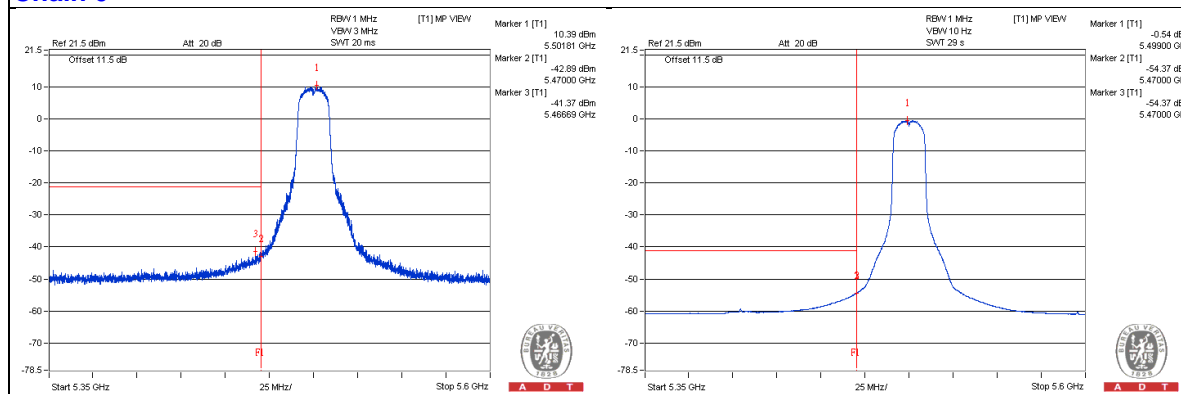 RBW 1 MHz
[T1] MP VIEW
VBW 3 MHz
Ref 21.5 dBm
Att 20 dB
SWT 20 ms
Marker 1 [T1]
10.39 dBm
5.50181 GHz
Marker 2 [T1]
-42.89 dBm
5.47000 GHz
Marker 3 [T1]
-41.37 dBm
5.46669 GHz
21.5
Offset 11.5 dB
1
10
0
-10
-20
-30
3
2
-40
-50
-60
-70
F1
-78.5
Start 5.35 GHz
25 MHz/
Stop 5.6 GHz
BUREAU VERITAS
1828
A D T
RBW 1 MHz
[T1] MP VIEW
VBW 10 Hz
Ref 21.5 dBm
Att 20 dB
SWT 29 s
Marker 1 [T1]
-0.54
5.49900
Marker 2 [T1]
-54.37
5.47000
Marker 3 [T1]
-54.37
5.47000
21.5
Offset 11.5 dB
1
10
0
-10
-20
-30
-40
-50
-60
-70
F1
-78.5
Start 5.35 GHz
25 MHz/
Stop 5.6 GHz
BUREAU VERITAS
1828
A D T